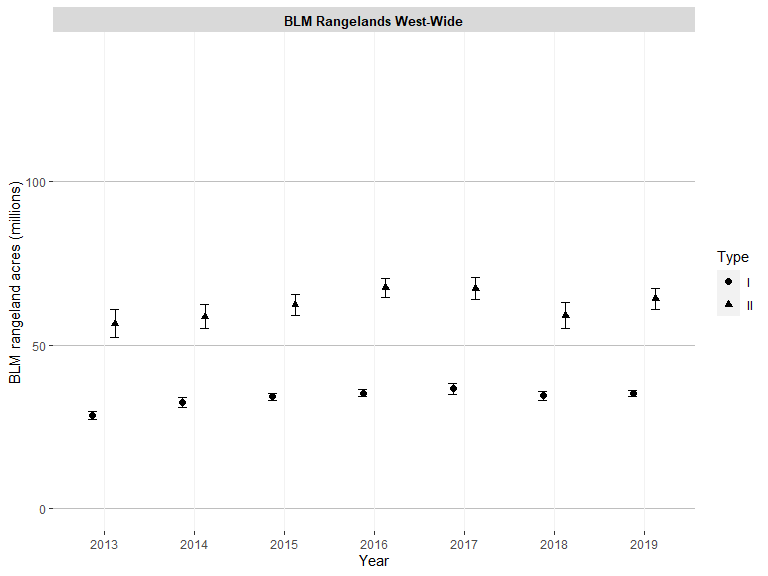 BLM Rangelands West-Wide
BLM rangeland acres (millions)
100
50
0
2013 2014 2015 2016 2017 2018 2019
Year
Type
I
II